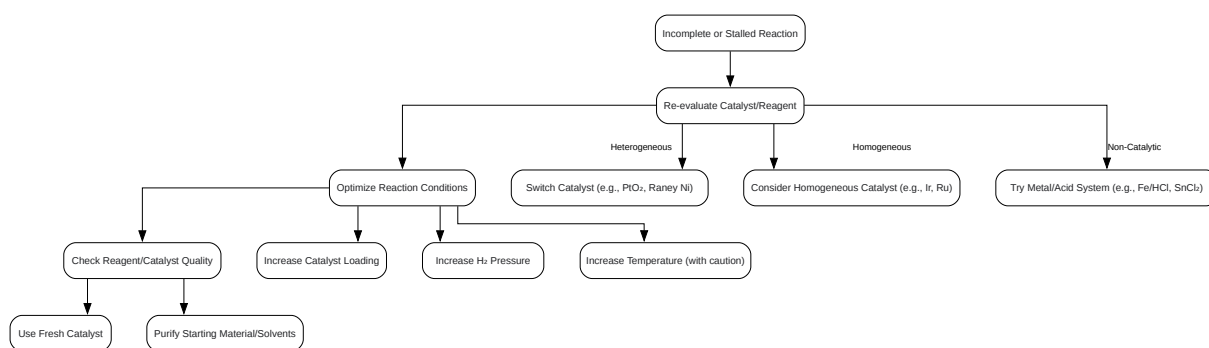 Incomplete or Stalled Reaction
Re-evaluate Catalyst/Reagent
Heterogeneous
Homogeneous
Non-Catalytic
Optimize Reaction Conditions
Switch Catalyst (e.g., PtO₂, Raney Ni)
Consider Homogeneous Catalyst (e.g., Ir, Ru)
Try Metal/Acid System (e.g., Fe/HCl, SnCl₂)
Check Reagent/Catalyst Quality
Increase Catalyst Loading
Increase H₂ Pressure
Increase Temperature (with caution)
Use Fresh Catalyst
Purify Starting Material/Solvents